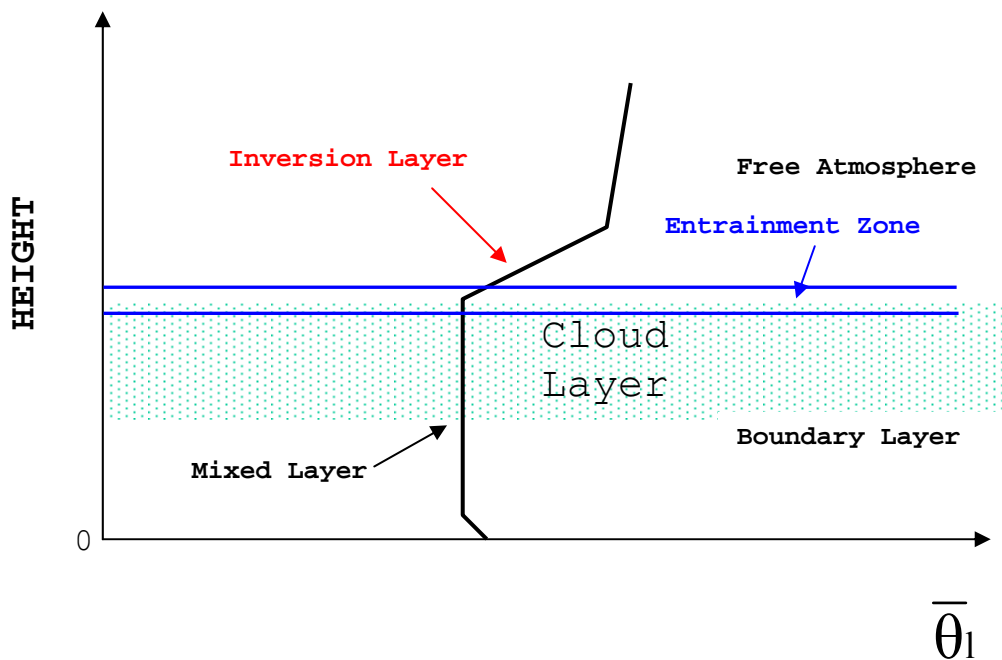 Inversion Layer
Free Atmosphere
Entrainment Zone
HEIGHT
Cloud
Layer
Boundary Layer
Mixed Layer
0
θ̅l